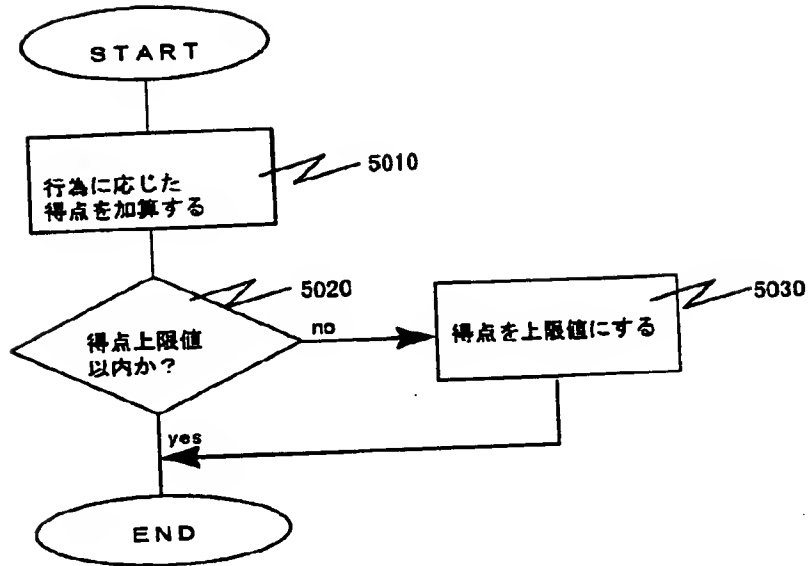 START
行為に応じた
得点を加算する
5010
得点上限値
以内か？
5020
no
得点を上限値にする
5030
yes
END